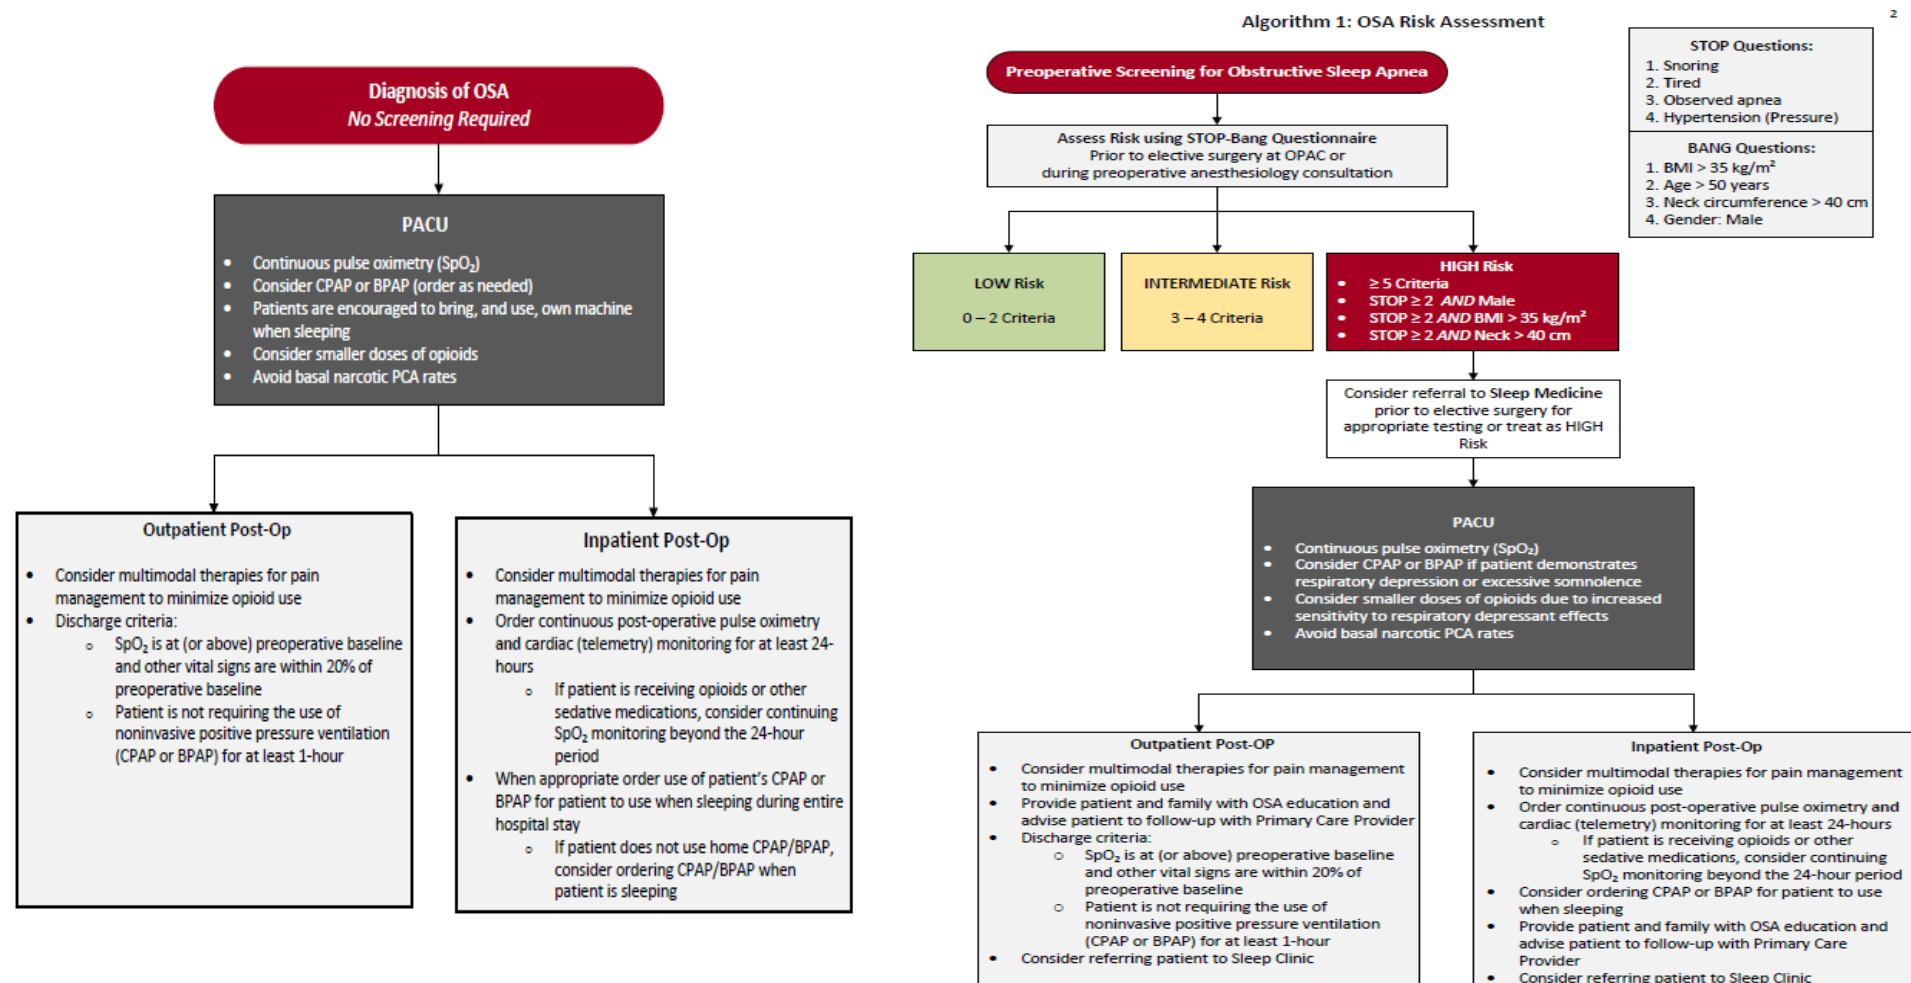 Diagnosis of OSA
No Screening Required
PACU
• Continuous pulse oximetry (SpO₂)
• Consider CPAP or BPAP (order as needed)
• Patients are encouraged to bring, and use, own machine
when sleeping
• Consider smaller doses of opioids
• Avoid basal narcotic PCA rates
Outpatient Post-Op
• Consider multimodal therapies for pain
management to minimize opioid use
• Discharge criteria:
o SpO₂ is at (or above) preoperative baseline
and other vital signs are within 20% of
preoperative baseline
o Patient is not requiring the use of
noninvasive positive pressure ventilation
(CPAP or BPAP) for at least 1-hour
Inpatient Post-Op
• Consider multimodal therapies for pain
management to minimize opioid use
• Order continuous post-operative pulse oximetry
and cardiac (telemetry) monitoring for at least 24-
hours
o If patient is receiving opioids or other
sedative medications, consider continuing
SpO₂ monitoring beyond the 24-hour
period
• When appropriate order use of patient's CPAP or
BPAP for patient to use when sleeping during entire
hospital stay
o If patient does not use home CPAP/BPAP,
consider ordering CPAP/BPAP when
patient is sleeping
2
Algorithm 1: OSA Risk Assessment
Preoperative Screening for Obstructive Sleep Apnea
STOP Questions:
1. Snoring
2. Tired
3. Observed apnea
4. Hypertension (Pressure)
BANG Questions:
1. BMI > 35 kg/m²
2. Age > 50 years
3. Neck circumference > 40 cm
4. Gender: Male
Assess Risk using STOP-Bang Questionnaire
Prior to elective surgery at OPAC or
during preoperative anesthesiology consultation
LOW Risk
0 – 2 Criteria
INTERMEDIATE Risk
3 – 4 Criteria
HIGH Risk
• ≥ 5 Criteria
• STOP ≥ 2 AND Male
• STOP ≥ 2 AND BMI > 35 kg/m²
• STOP ≥ 2 AND Neck > 40 cm
Consider referral to Sleep Medicine
prior to elective surgery for
appropriate testing or treat as HIGH
Risk
PACU
• Continuous pulse oximetry (SpO₂)
• Consider CPAP or BPAP if patient demonstrates
respiratory depression or excessive somnolence
• Consider smaller doses of opioids due to increased
sensitivity to respiratory depressant effects
• Avoid basal narcotic PCA rates
Outpatient Post-OP
• Consider multimodal therapies for pain management
to minimize opioid use
• Provide patient and family with OSA education and
advise patient to follow-up with Primary Care Provider
• Discharge criteria:
o SpO₂ is at (or above) preoperative baseline
and other vital signs are within 20% of
preoperative baseline
o Patient is not requiring the use of
noninvasive positive pressure ventilation
(CPAP or BPAP) for at least 1-hour
• Consider referring patient to Sleep Clinic
Inpatient Post-Op
• Consider multimodal therapies for pain management
to minimize opioid use
• Order continuous post-operative pulse oximetry and
cardiac (telemetry) monitoring for at least 24-hours
o If patient is receiving opioids or other
sedative medications, consider continuing
SpO₂ monitoring beyond the 24-hour period
• Consider ordering CPAP or BPAP for patient to use
when sleeping
• Provide patient and family with OSA education and
advise patient to follow-up with Primary Care
Provider
• Consider referring patient to Sleep Clinic